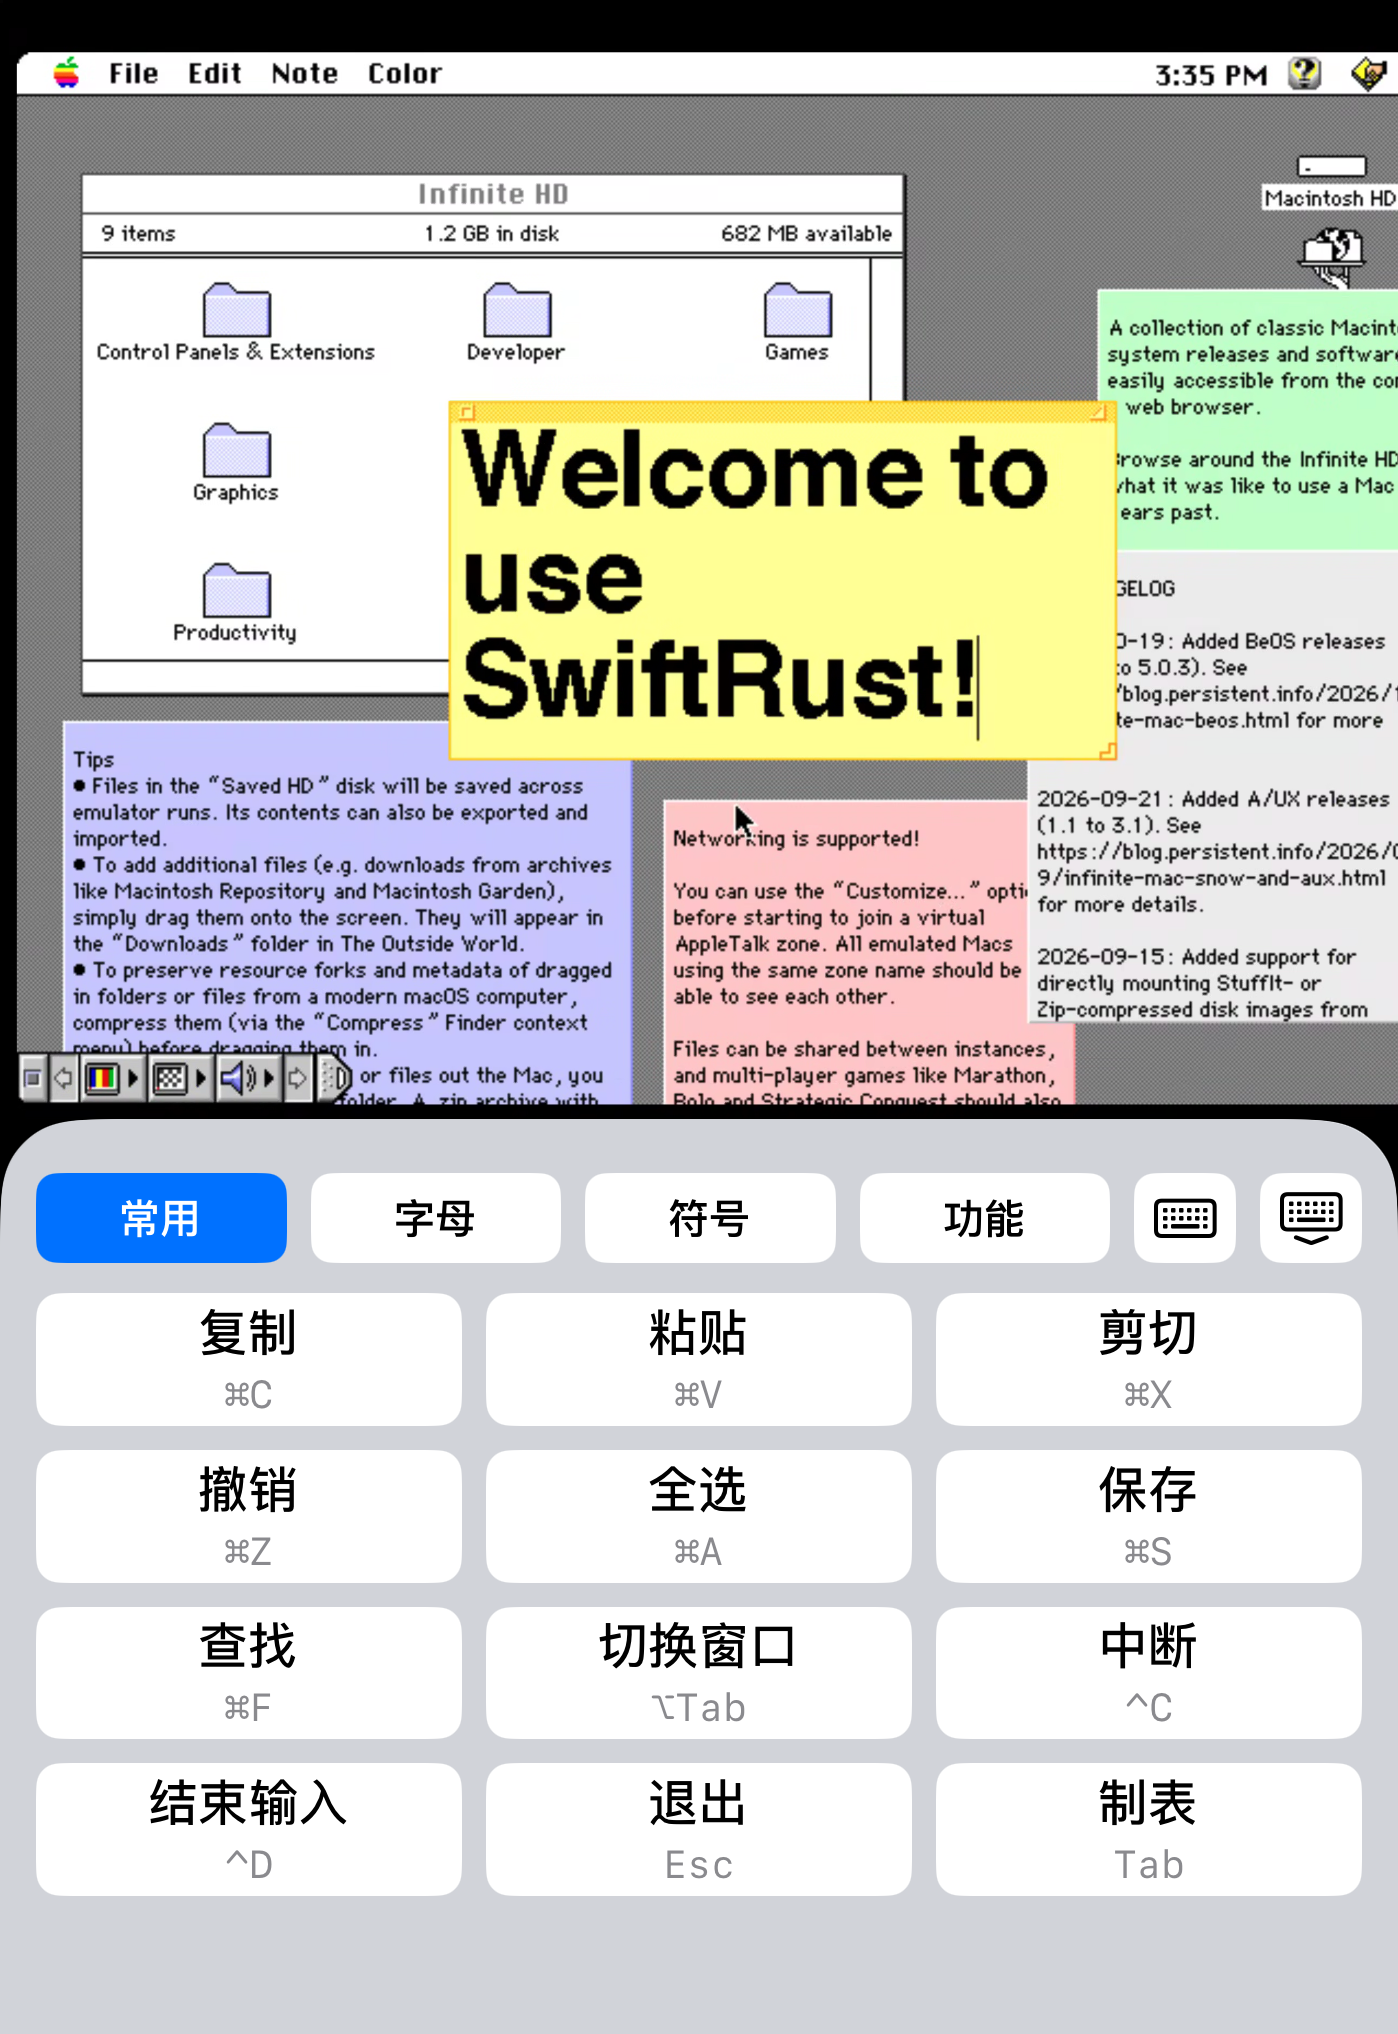 File Edit Note Color
3:35 PM
Infinite HD
9 items 1.2 GB in disk 682 MB available
Control Panels & Extensions
Developer
Games
Graphics
Productivity
Macintosh HD
A collection of classic
system releases and
easily accessible from the
web browser.
around the Infinite HD
it was like to use a Mac
past.
Welcome to
use
SwiftRust!
Added BeOS releases
to 5.0.3). See
/blog.persistent.info/2026/
-mac-beos.html for more
2026-09-21: Added A/UX releases
(1.1 to 3.1). See
https://blog.persistent.info/2026/
9/infinite-mac-snow-and-aux.html
for more details.
2026-09-15: Added support for
directly mounting StuffIt- or
Zip-compressed disk images from
Tips
● Files in the “Saved HD” disk will be saved across
emulator runs. Its contents can also be exported and
imported.
● To add additional files (e.g. downloads from archives
like Macintosh Repository and Macintosh Garden),
simply drag them onto the screen. They will appear in
the “Downloads” folder in The Outside World.
● To preserve resource forks and metadata of dragged
in folders or files from a modern macOS computer,
compress them (via the “Compress” Finder context
menu) before dragging them in.
or files out the Mac, you
folder. A .zip archive with
Networking is supported!
You can use the “Customize...”
before starting to join a virtual
AppleTalk zone. All emulated Macs
using the same zone name should be
able to see each other.
Files can be shared between instances,
and multi-player games like Marathon,
Bolo and Strategic Conquest should also
常用 字母 符号 功能
复制 粘贴 剪切
⌘C ⌘V ⌘X
撤销 全选 保存
⌘Z ⌘A ⌘S
查找 切换窗口 中断
⌘F ⌥Tab ^C
结束输入 退出 制表
^D Esc Tab